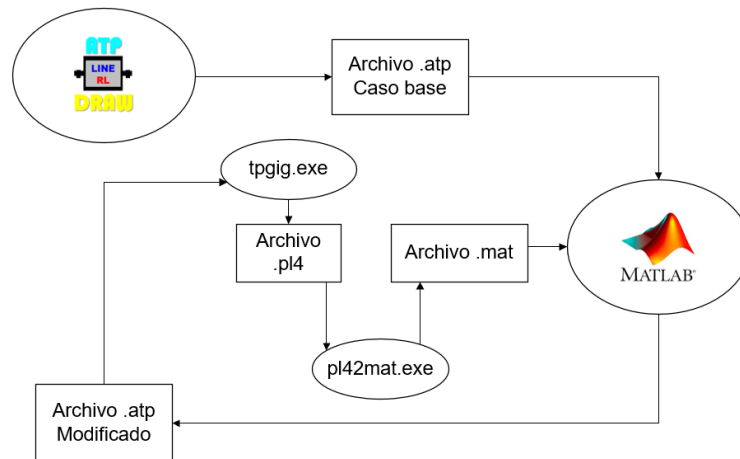 ATP
LINE
RL
DRAW
Archivo .atp
Caso base
tpgig.exe
Archivo
.pl4
Archivo .mat
MATLAB®
pl42mat.exe
Archivo .atp
Modificado